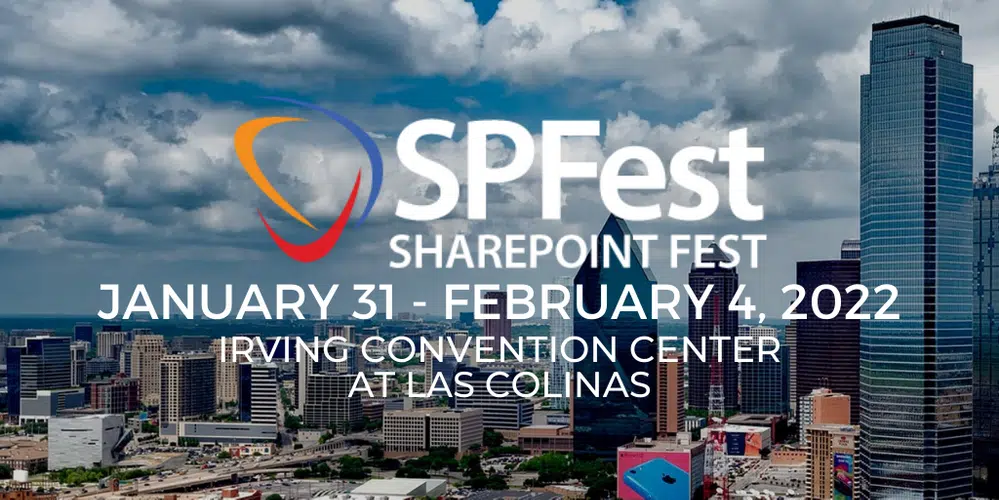 SPFest
SHAREPOINT FEST
JANUARY 31 - FEBRUARY 4, 2022
IRVING CONVENTION CENTER
AT LAS COLINAS